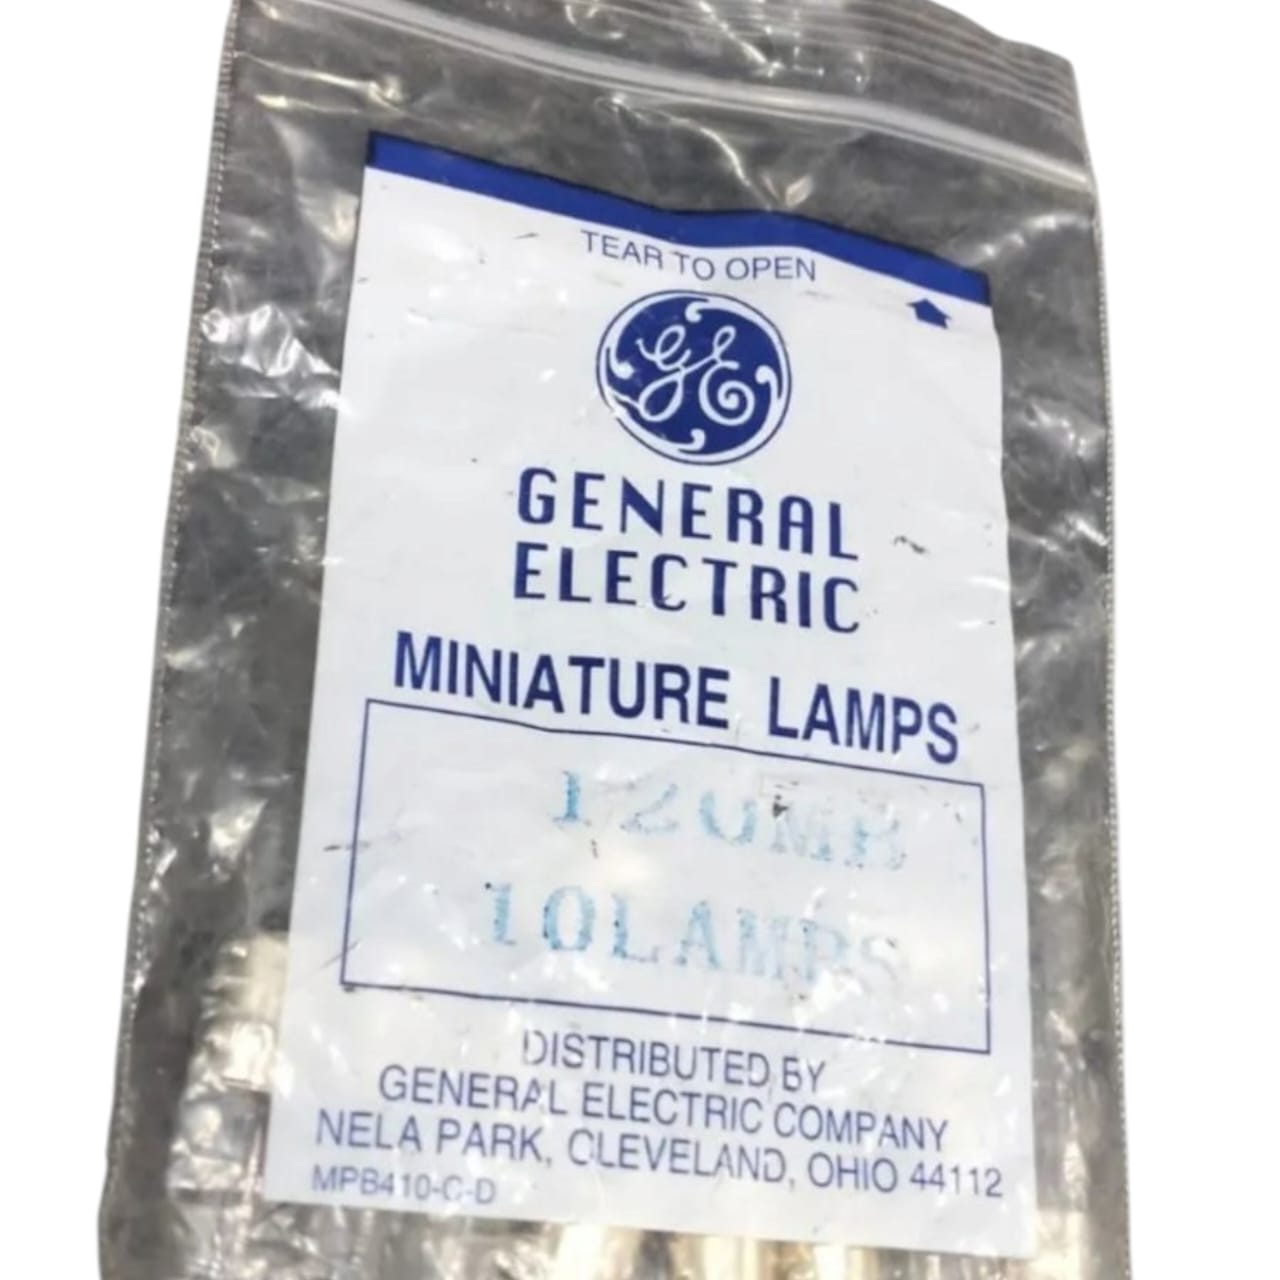 TEAR TO OPEN
GE
GENERAL
ELECTRIC
MINIATURE LAMPS
120MB
10LAMPS
DISTRIBUTED BY
GENERAL ELECTRIC COMPANY
NELA PARK, CLEVELAND, OHIO 44112
MPB410-C-D